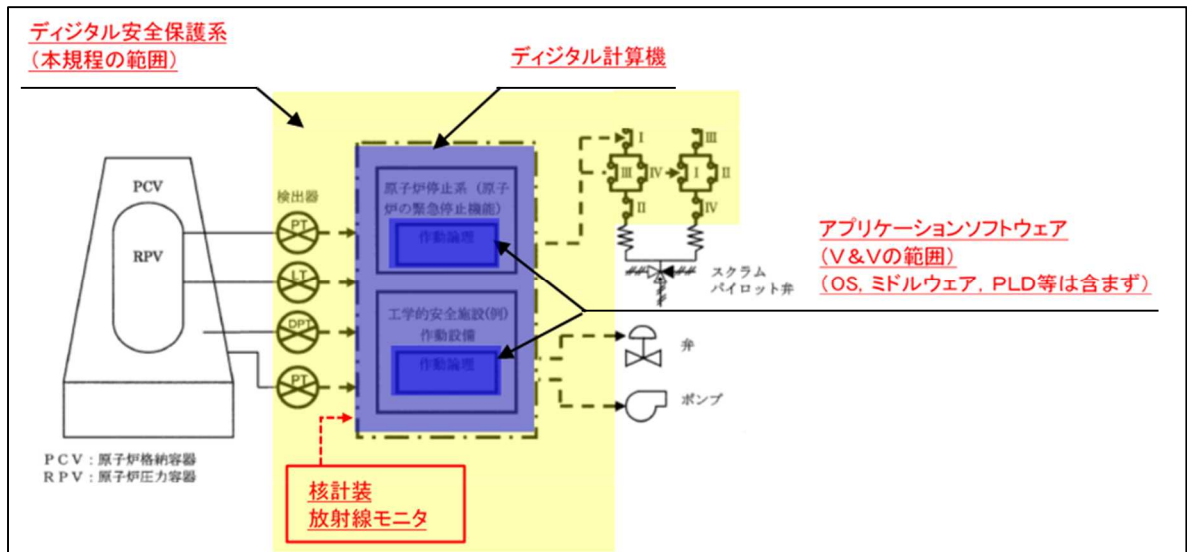 ディジタル安全保護系
(本規程の範囲)
ディジタル計算機
PCV
RPV
検出器
PT
LT
DPT
PT
原子炉停止系(原子
炉の緊急停止機能)
作動論理
工学的安全施設(例)
作動設備
作動論理
I
III
III
IV
I
II
II
IV
スクラム
パイロット弁
弁
ポンプ
アプリケーションソフトウェア
(V&Vの範囲)
(OS, ミドルウェア, PLD等は含まず)
PCV:原子炉格納容器
RPV:原子炉圧力容器
核計装
放射線モニタ